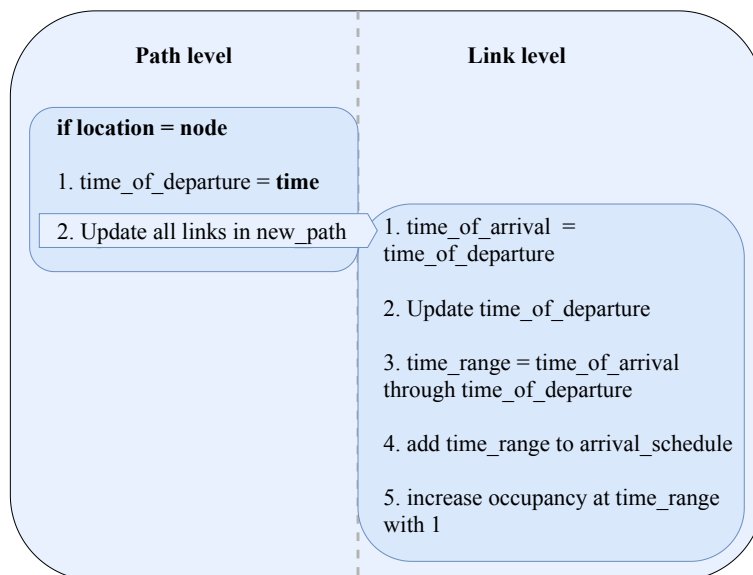 Path level
Link level
if location = node
1. time_of_departure = time
2. Update all links in new_path
1. time_of_arrival =
time_of_departure
2. Update time_of_departure
3. time_range = time_of_arrival
through time_of_departure
4. add time_range to arrival_schedule
5. increase occupancy at time_range
with 1